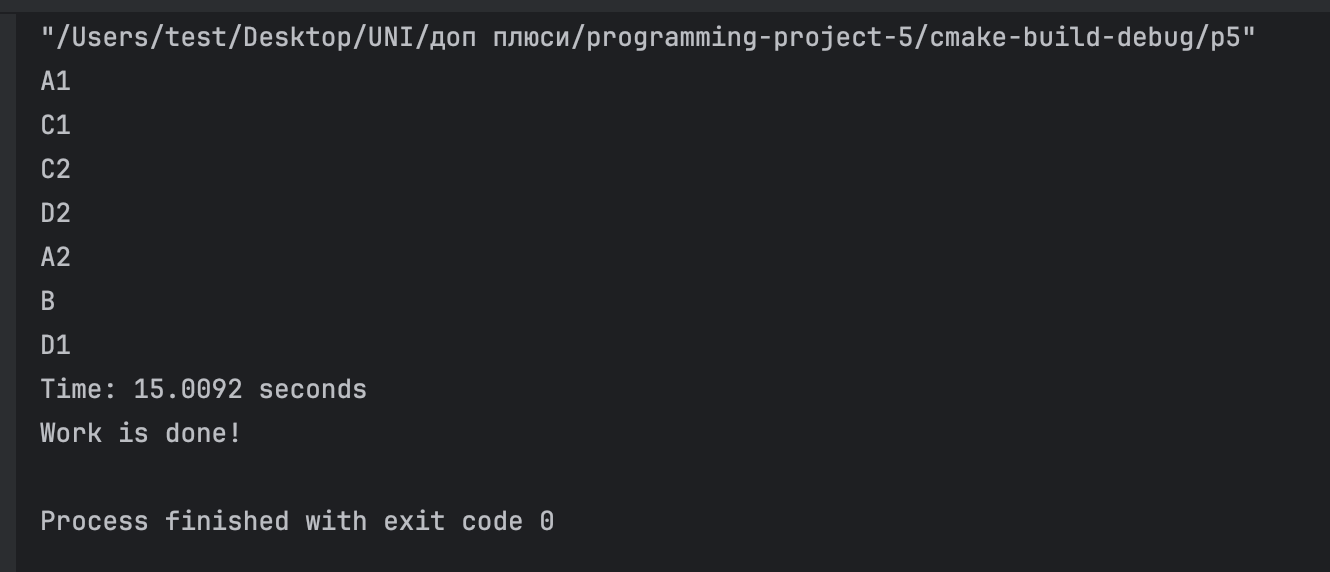 "/Users/test/Desktop/UNI/доп плюси/programming-project-5/cmake-build-debug/p5"
A1
C1
C2
D2
A2
B
D1
Time: 15.0092 seconds
Work is done!
Process finished with exit code 0